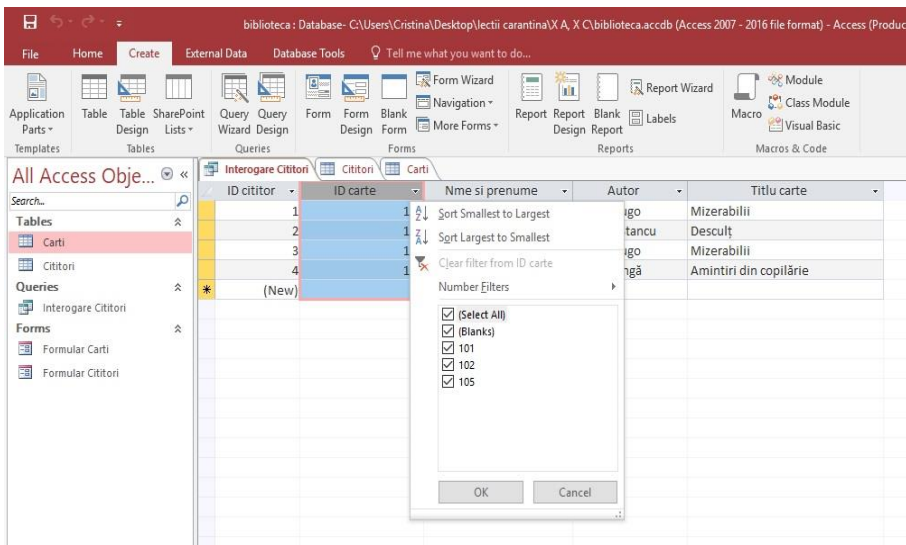 biblioteca : Database- C:\Users\Cristina\Desktop\lectii carantina\X A, X C\biblioteca.accdb (Access 2007 - 2016 file format) - Access (Produc
File Home Create External Data Database Tools Tell me what you want to do...
Application Parts
Table
Table Design
SharePoint Lists
Query Wizard
Query Design
Form
Form Design
Blank Form
Form Wizard
Navigation
More Forms
Report
Report Design
Blank Report
Report Wizard
Labels
Macro
Module
Class Module
Visual Basic
Templates Tables Queries Forms Reports Macros & Code
All Access Obje...
Search...
Tables
Carti
Cititori
Queries
Interogare Cititori
Forms
Formular Carti
Formular Cititori
Interogare Cititori Cititori Carti
ID cititor ID carte Nme si prenume Autor Titlu carte
1 1 ugo Mizerabilii
2 1 tancu Desculț
3 1 ugo Mizerabilii
4 1 ngă Amintiri din copilărie
(New)
Sort Smallest to Largest
Sort Largest to Smallest
Clear filter from ID carte
Number Filters
(Select All)
(Blanks)
101
102
105
OK Cancel